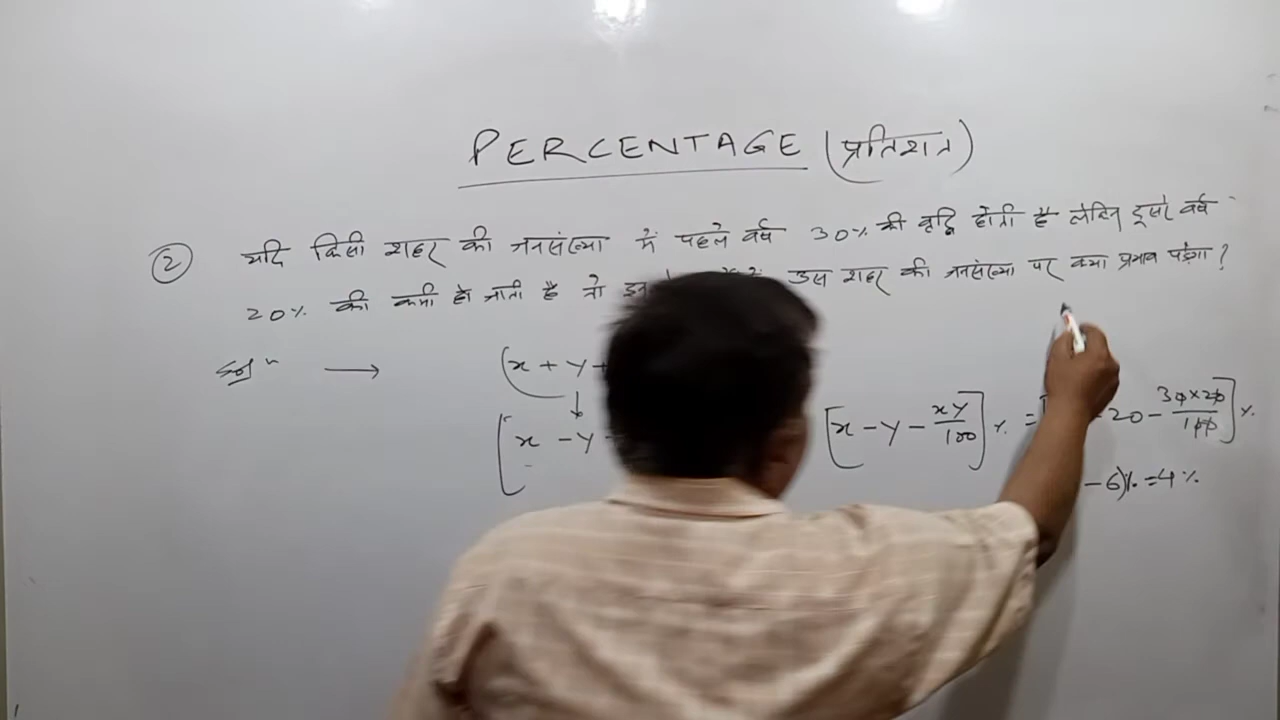 PERCENTAGE (प्रतिशत)
② यदि किसी शहर की जनसंख्या में पहले वर्ष 30% की वृद्धि होती है लेकिन दूसरे वर्ष
20% की कमी हो जाती है तो उस शहर की जनसंख्या पर क्या प्रभाव पड़ेगा?
Solⁿ → (x + y +
↓
[x - y [x - y - xy/100] % = - 20 - 30 × 20/100] %
- 6)% = 4%